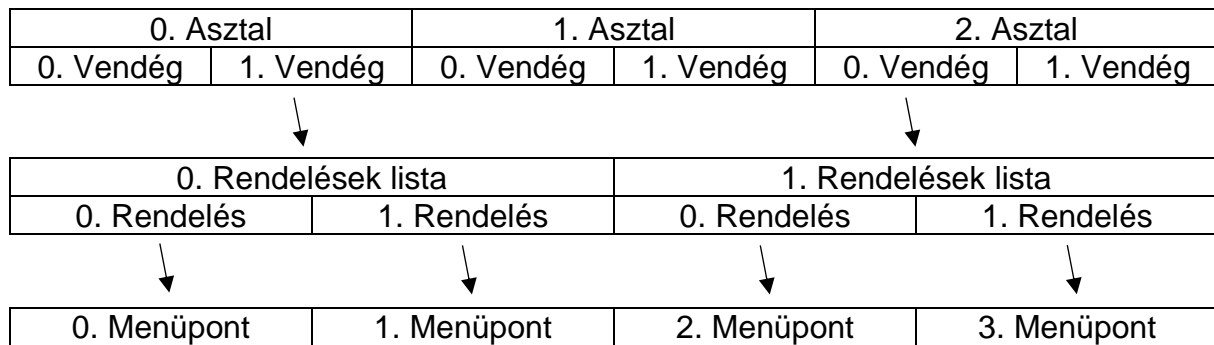 0. Asztal 1. Asztal 2. Asztal
0. Vendég 1. Vendég 0. Vendég 1. Vendég 0. Vendég 1. Vendég
0. Rendelések lista 1. Rendelések lista
0. Rendelés 1. Rendelés 0. Rendelés 1. Rendelés
0. Menüpont 1. Menüpont 2. Menüpont 3. Menüpont